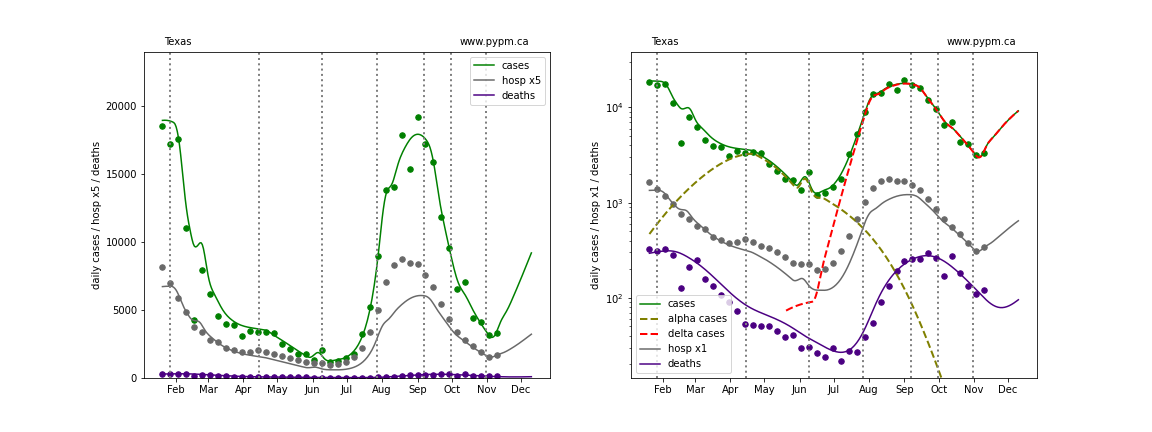 Texas www.pypm.ca
daily cases / hosp x5 / deaths
20000
15000
10000
5000
0
cases
hosp x5
deaths
Feb Mar Apr May Jun Jul Aug Sep Oct Nov Dec
Texas www.pypm.ca
daily cases / hosp x1 / deaths
10⁴
10³
10²
cases
alpha cases
delta cases
hosp x1
deaths
Feb Mar Apr May Jun Jul Aug Sep Oct Nov Dec